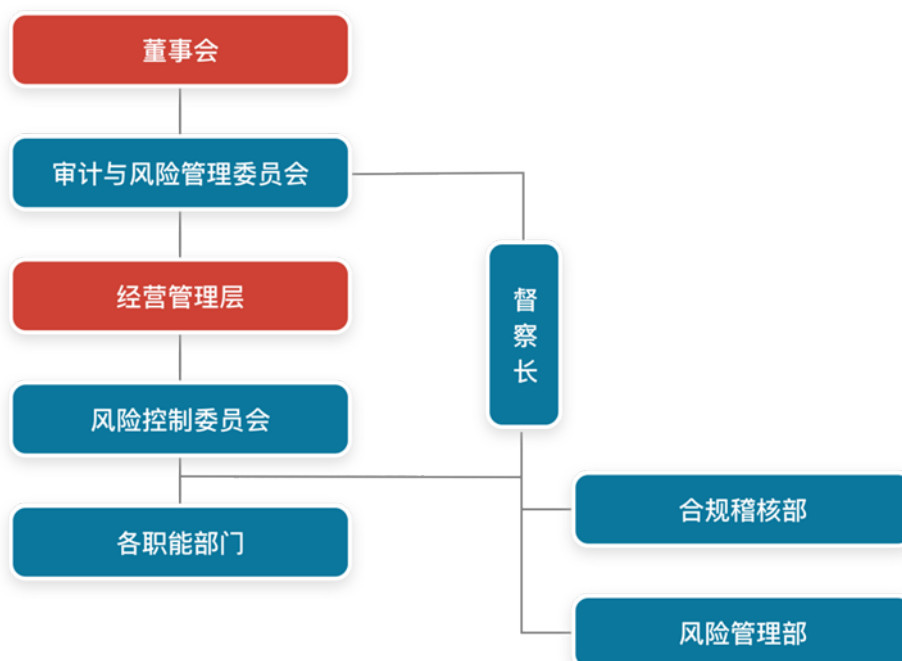 董事会
审计与风险管理委员会
经营管理层
督察长
风险控制委员会
合规稽核部
各职能部门
风险管理部